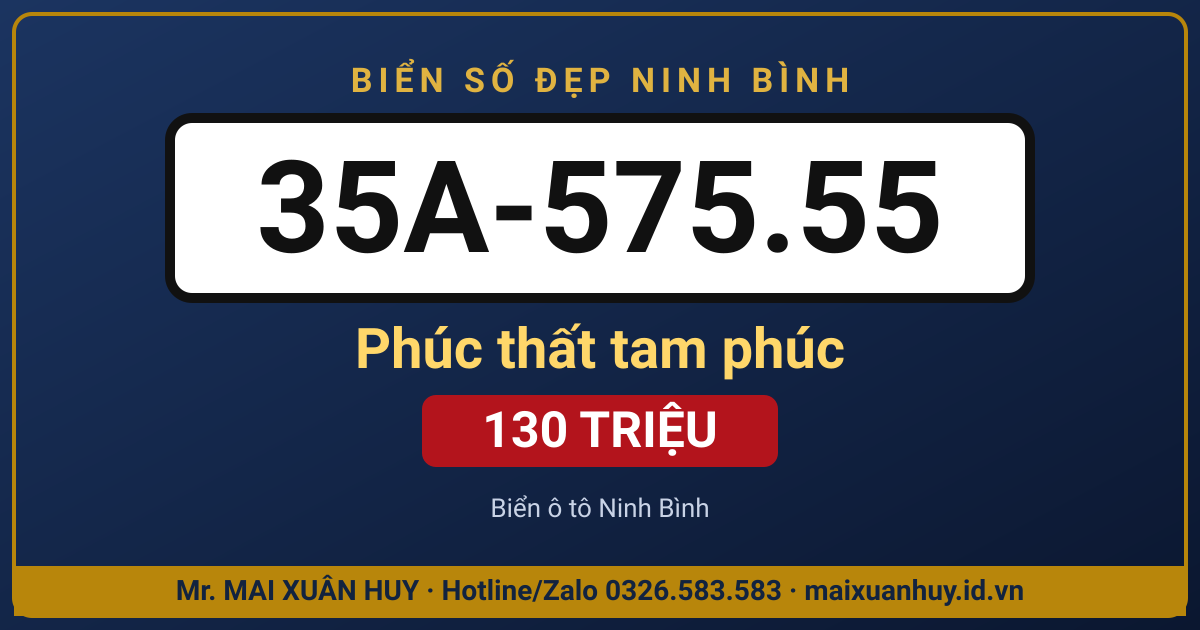 BIỂN SỐ ĐẸP NINH BÌNH
35A-575.55
Phúc thất tam phúc
130 TRIỆU
Biển ô tô Ninh Bình
Mr. MAI XUÂN HUY · Hotline/Zalo 0326.583.583 · maixuanhuy.id.vn